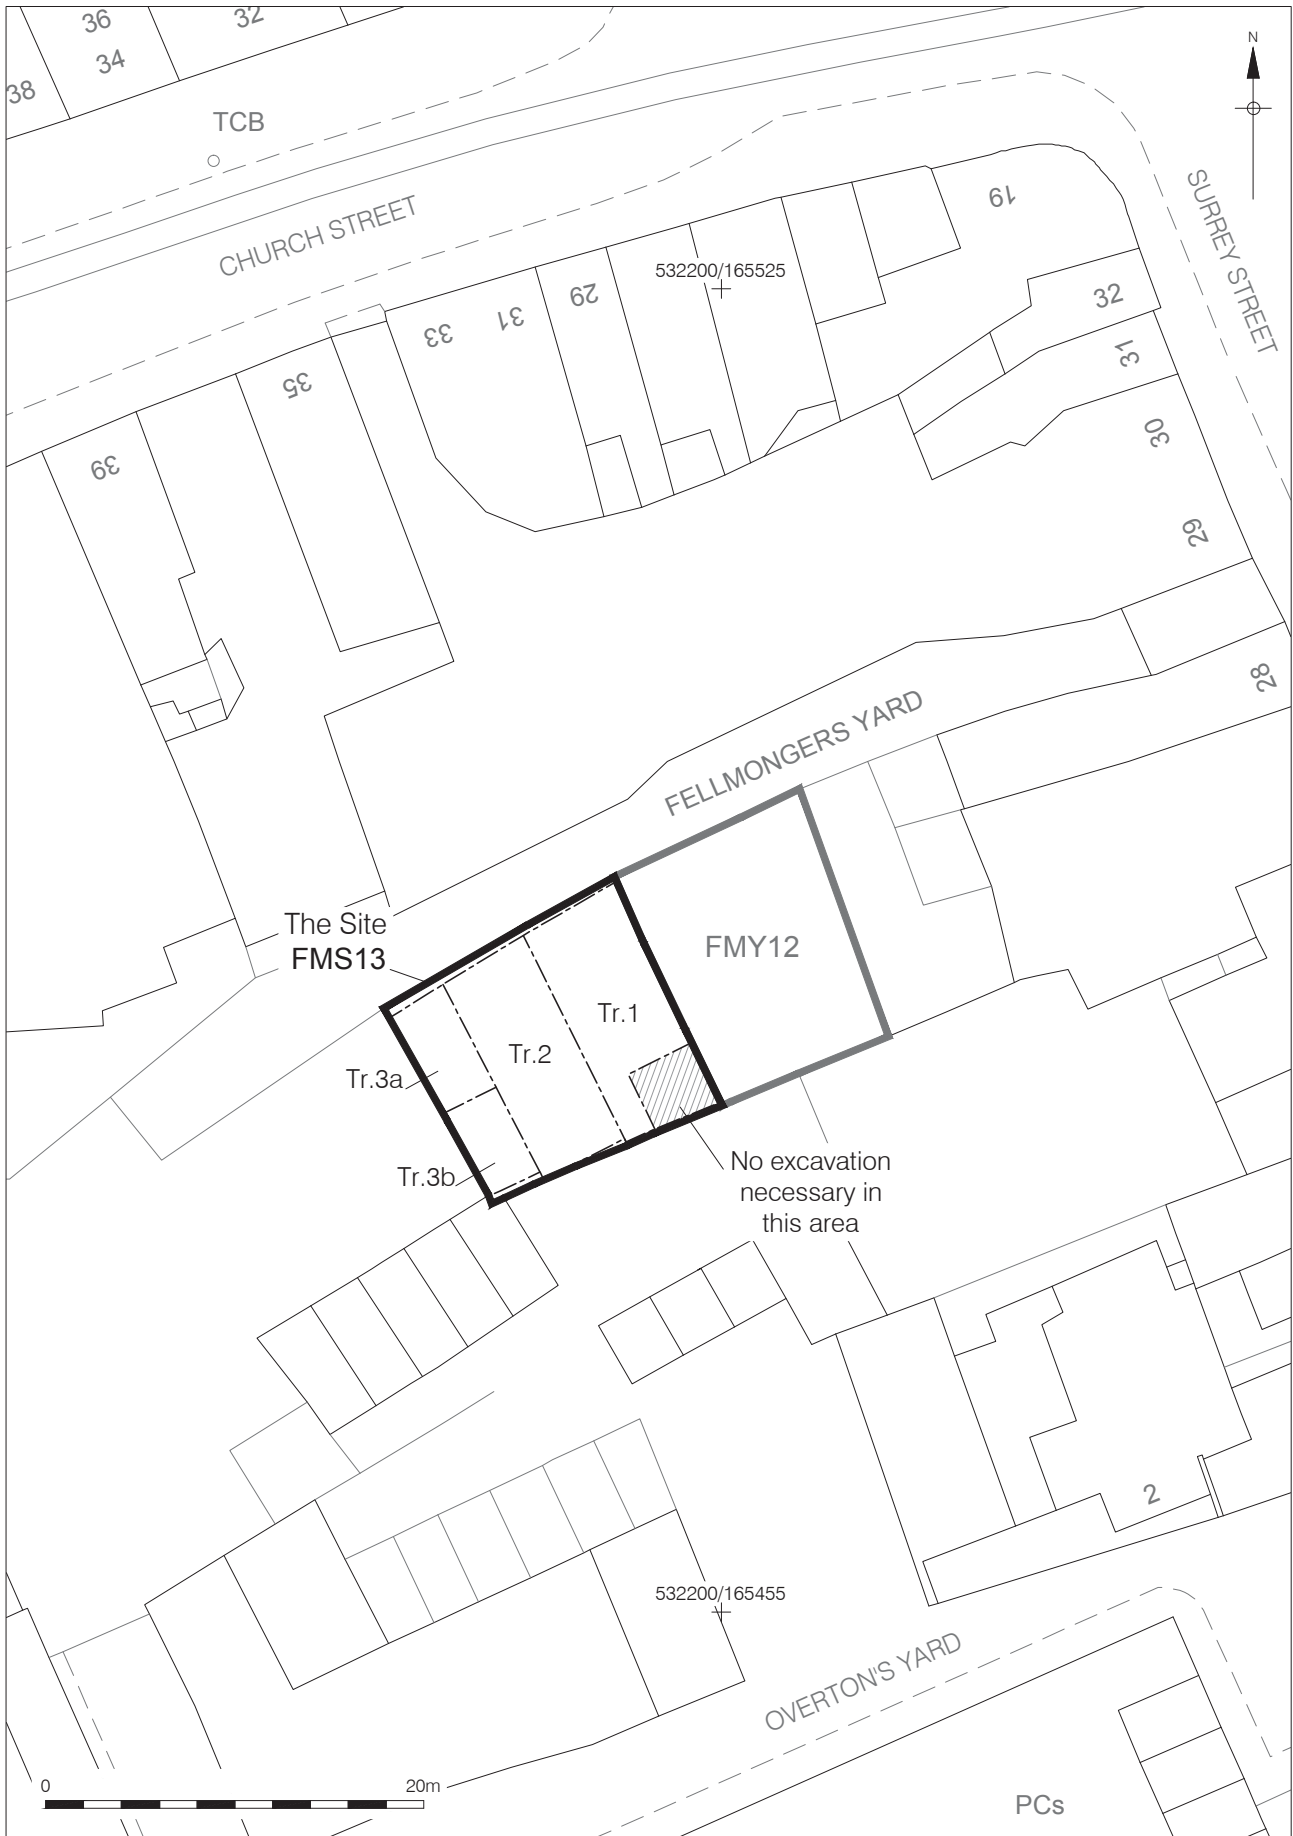 36
32
34
38
TCB
N
CHURCH STREET
SURREY STREET
19
532200/165525
29
31
33
32
31
35
30
39
29
28
FELLMONGERS YARD
The Site
FMS13
FMY12
Tr.1
Tr.2
Tr.3a
Tr.3b
No excavation
necessary in
this area
2
532200/165455
OVERTON'S YARD
0
20m
PCs